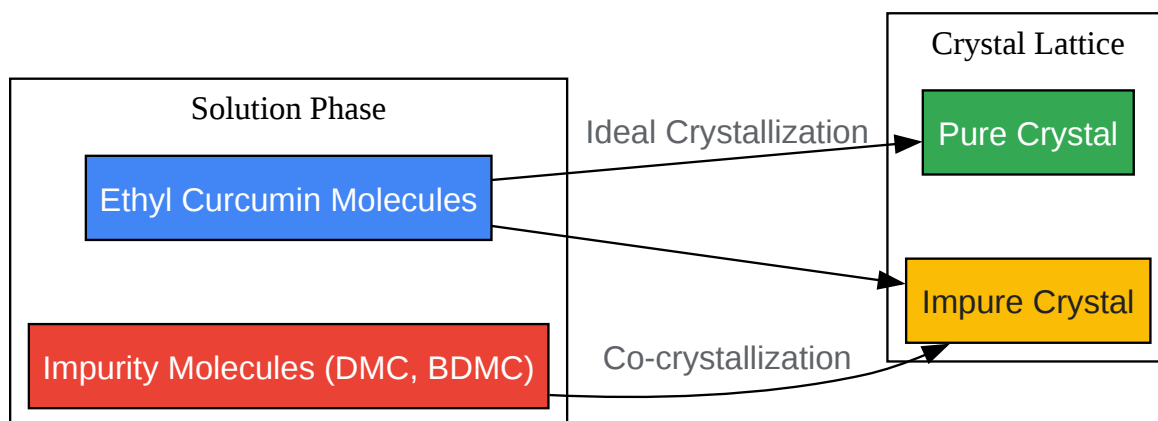 Crystal Lattice
Solution Phase
Ideal Crystallization
Pure Crystal
Ethyl Curcumin Molecules
Impure Crystal
Impurity Molecules (DMC, BDMC)
Co-crystallization